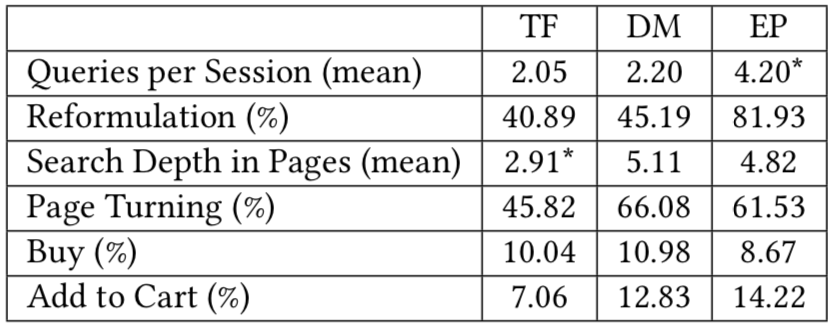 TF DM EP
Queries per Session (mean) 2.05 2.20 4.20*
Reformulation (%) 40.89 45.19 81.93
Search Depth in Pages (mean) 2.91* 5.11 4.82
Page Turning (%) 45.82 66.08 61.53
Buy (%) 10.04 10.98 8.67
Add to Cart (%) 7.06 12.83 14.22